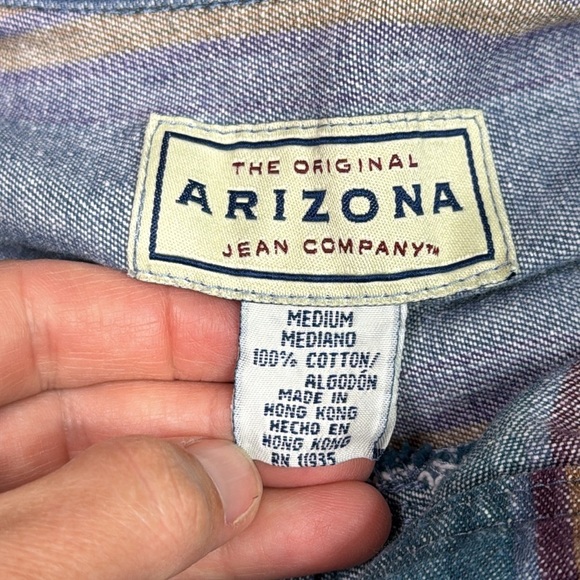 THE ORIGINAL
ARIZONA
JEAN COMPANY™
MEDIUM
MEDIANO
100% COTTON/
ALGODÓN
MADE IN
HONG KONG
HECHO EN
HONG KONG
RN 11935